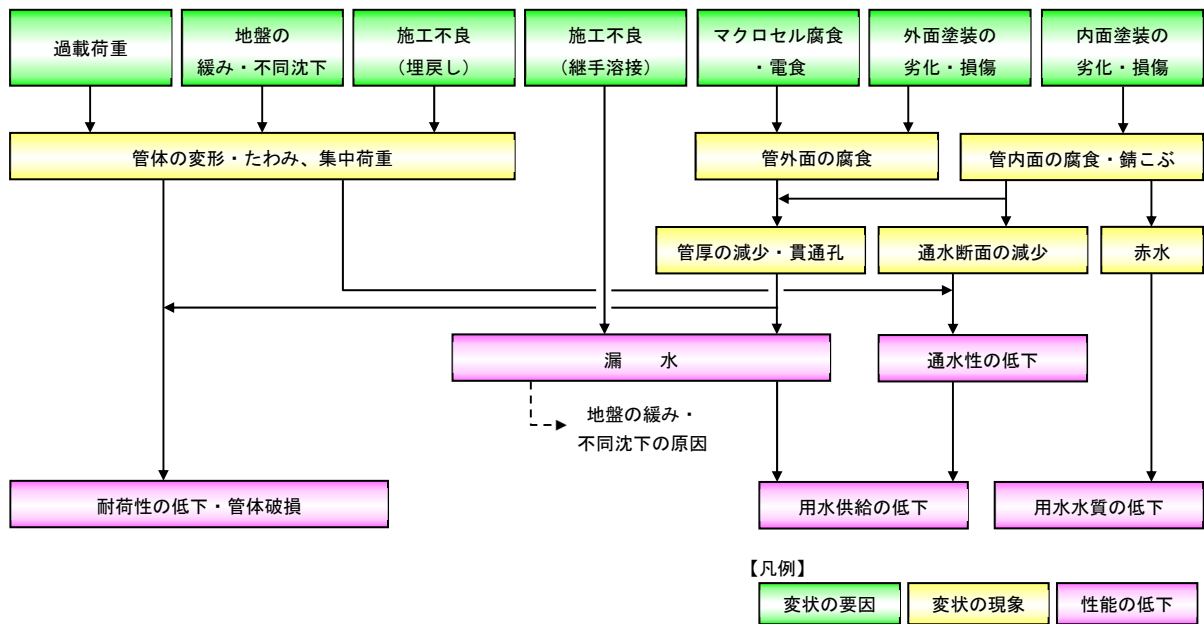 過載荷重
地盤の
緩み・不同沈下
施工不良
（埋戻し）
施工不良
（継手溶接）
マクロセル腐食
・電食
外面塗装の
劣化・損傷
内面塗装の
劣化・損傷
管体の変形・たわみ、集中荷重
管外面の腐食
管内面の腐食・錆こぶ
管厚の減少・貫通孔
通水断面の減少
赤水
漏　水
通水性の低下
地盤の緩み・
不同沈下の原因
耐荷性の低下・管体破損
用水供給の低下
用水水質の低下
【凡例】
変状の要因
変状の現象
性能の低下